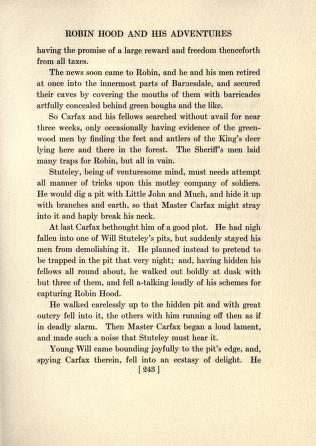 ROBIN HOOD AND HIS ADVENTURES
having the promise of a large reward and freedom thenceforth
from all taxes.
The news soon came to Robin, and he and his men retired
at once into the innermost parts of Barnesdale, and secured
their caves by covering the mouths of them with barricades
artfully concealed behind green boughs and the like.
So Carfax and his fellows searched without avail for near
three weeks, only occasionally having evidence of the green-
wood men by finding the feet and antlers of the King's deer
lying here and there in the forest. The Sheriff's men laid
many traps for Robin, but all in vain.
Stuteley, being of venturesome mind, must needs attempt
all manner of tricks upon this motley company of soldiers.
He would dig a pit with Little John and Much, and hide it up
with branches and earth, so that Master Carfax might stray
into it and haply break his neck.
At last Carfax bethought him of a good plot. He had nigh
fallen into one of Will Stuteley's pits, but suddenly stayed his
men from demolishing it. He planned instead to pretend to
be trapped in the pit that very night; and, having hidden his
fellows all round about, he walked out boldly at dusk with
but three of them, and fell a-talking loudly of his schemes for
capturing Robin Hood.
He walked carelessly up to the hidden pit and with great
outcry fell into it, the others with him running off then as if
in deadly alarm. Then Master Carfax began a loud lament,
and made such a noise that Stuteley must hear it.
Young Will came bounding joyfully to the pit's edge, and,
spying Carfax therein, fell into an ecstasy of delight. He
[ 243 ]